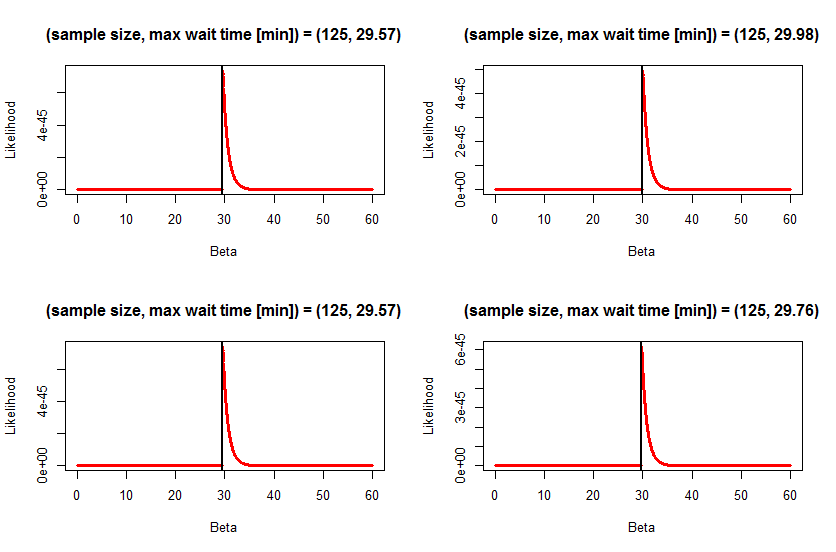 (sample size, max wait time [min]) = (125, 29.57)
Likelihood
4e-45
0e+00
0 10 20 30 40 50 60
Beta
(sample size, max wait time [min]) = (125, 29.98)
Likelihood
4e-45
2e-45
0e+00
0 10 20 30 40 50 60
Beta
(sample size, max wait time [min]) = (125, 29.57)
Likelihood
4e-45
0e+00
0 10 20 30 40 50 60
Beta
(sample size, max wait time [min]) = (125, 29.76)
Likelihood
6e-45
3e-45
0e+00
0 10 20 30 40 50 60
Beta